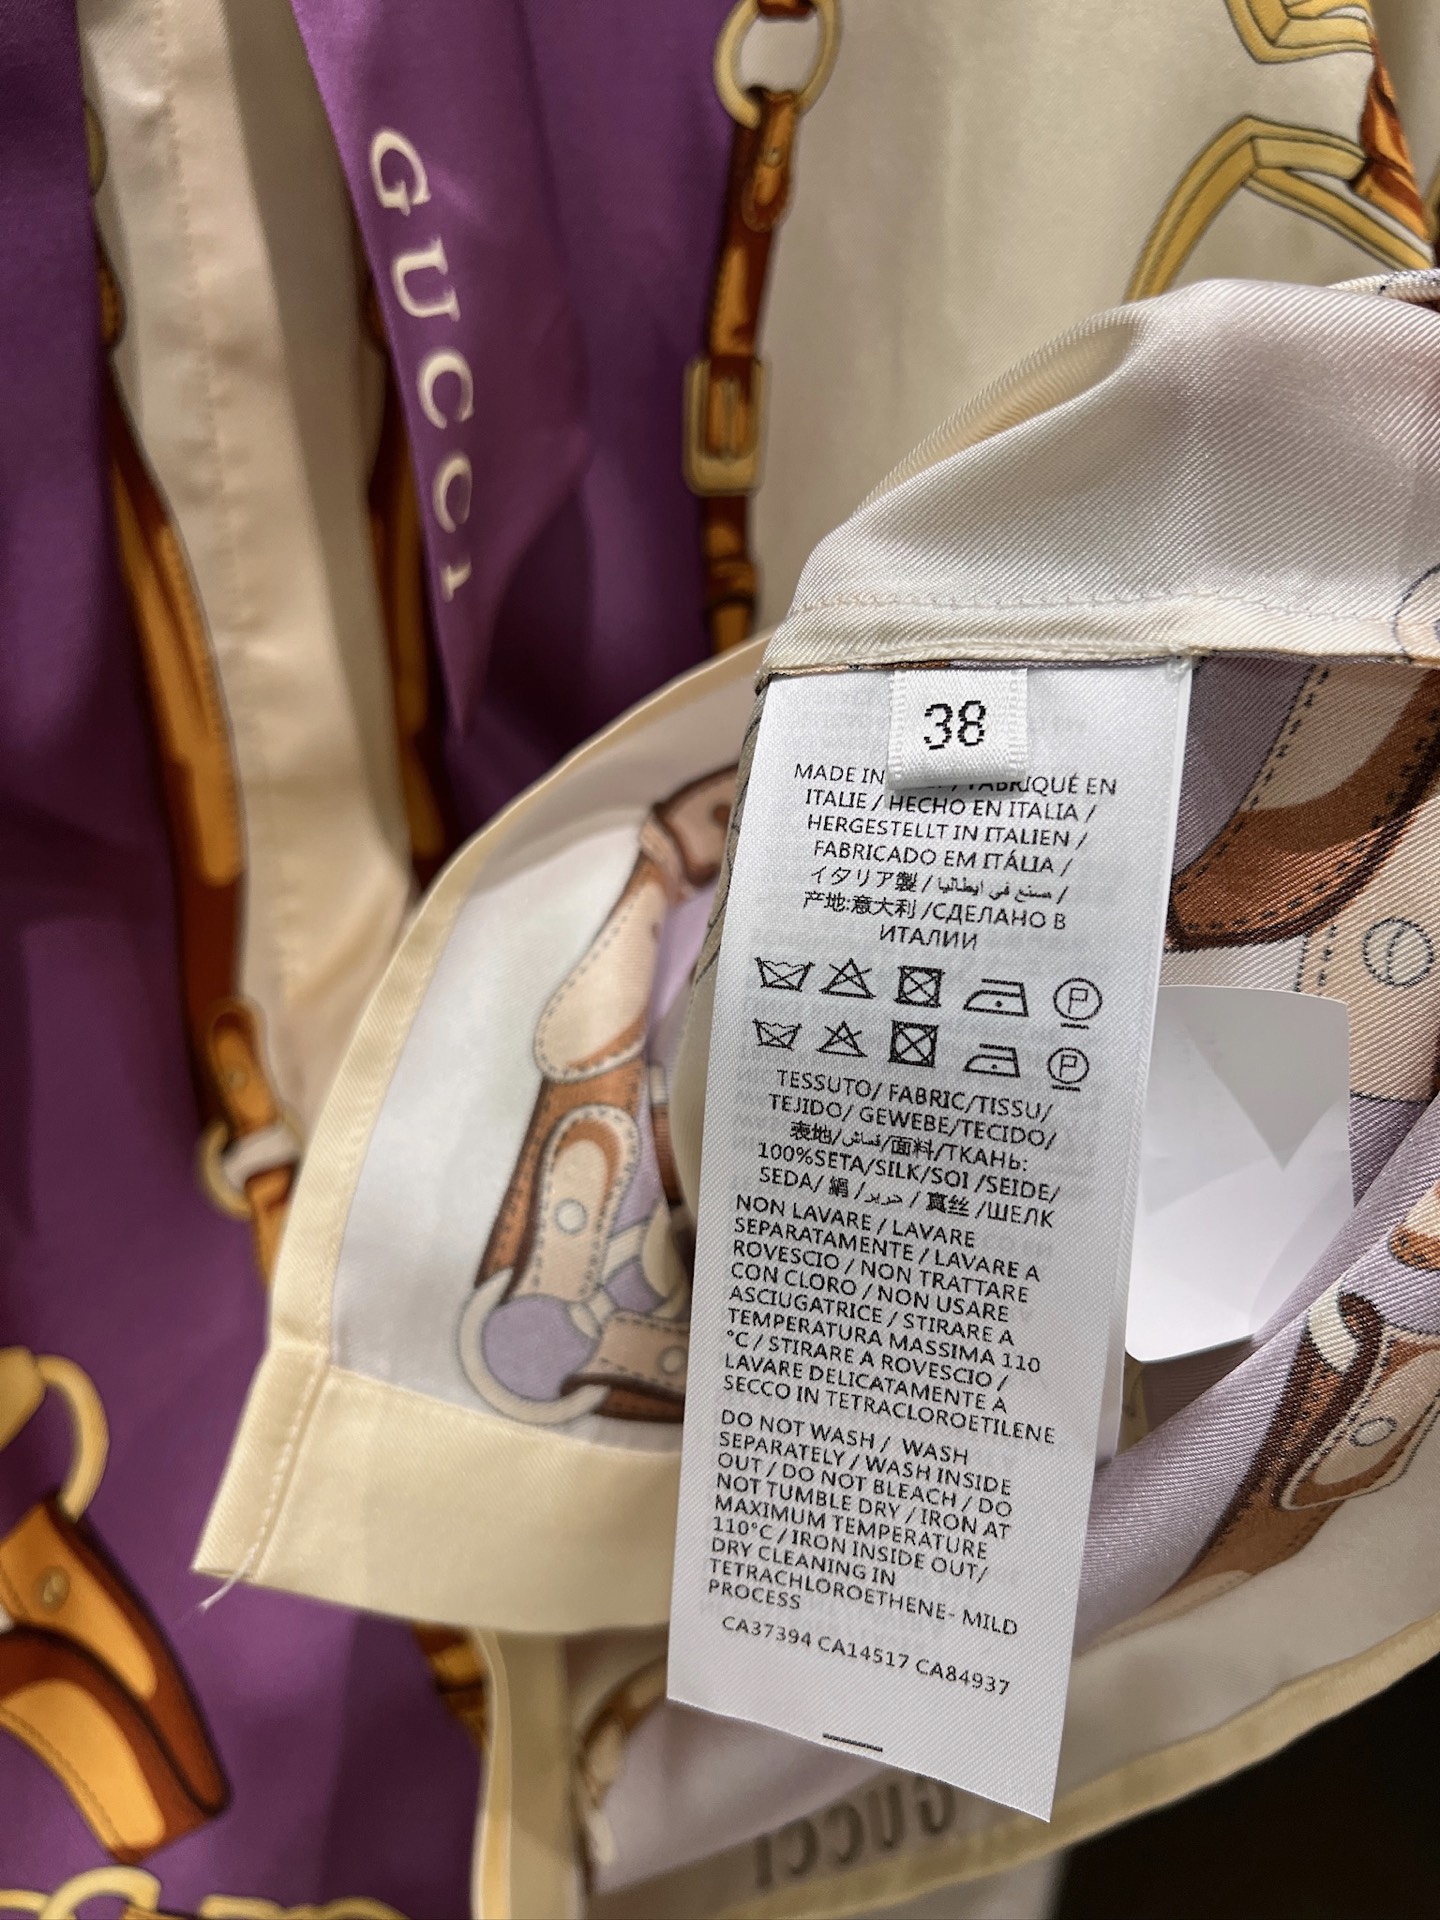 GUCCI
38
MADE IN / FABRIQUÉ EN
ITALIE / HECHO EN ITALIA /
HERGESTELLT IN ITALIEN /
FABRICADO EM ITÁLIA /
イタリア製 / صنع في ايطاليا /
产地:意大利 /СДЕЛАНО В
ИТАЛИИ
P
P
TESSUTO/ FABRIC/TISSU/
TEJIDO/ GEWEBE/TECIDO/
表地/قماش/面料/ТКАНЬ:
100%SETA/SILK/SOI /SEIDE/
SEDA/ 絹 /حرير / 真丝 /ШЕЛК
NON LAVARE / LAVARE
SEPARATAMENTE / LAVARE A
ROVESCIO / NON TRATTARE
CON CLORO / NON USARE
ASCIUGATRICE / STIRARE A
TEMPERATURA MASSIMA 110
°C / STIRARE A ROVESCIO /
LAVARE DELICATAMENTE A
SECCO IN TETRACLOROETILENE
DO NOT WASH / WASH
SEPARATELY / WASH INSIDE
OUT / DO NOT BLEACH / DO
NOT TUMBLE DRY / IRON AT
MAXIMUM TEMPERATURE
110°C / IRON INSIDE OUT/
DRY CLEANING IN
TETRACHLOROETHENE- MILD
PROCESS
CA37394 CA14517 CA84937
GUCCI